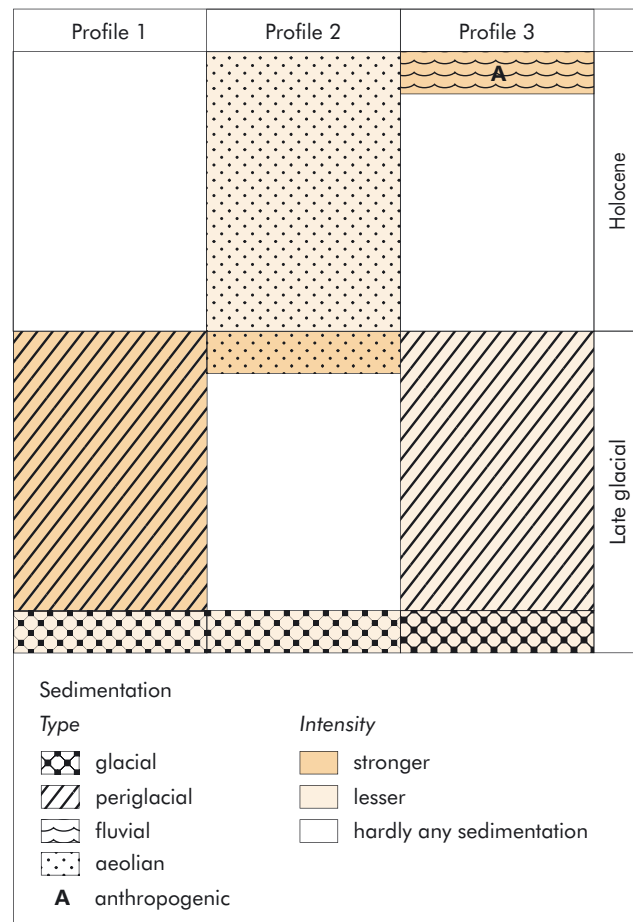 Profile 1 Profile 2 Profile 3
A
Holocene
Late glacial
Sedimentation
Type Intensity
glacial stronger
periglacial lesser
fluvial hardly any sedimentation
aeolian
A anthropogenic